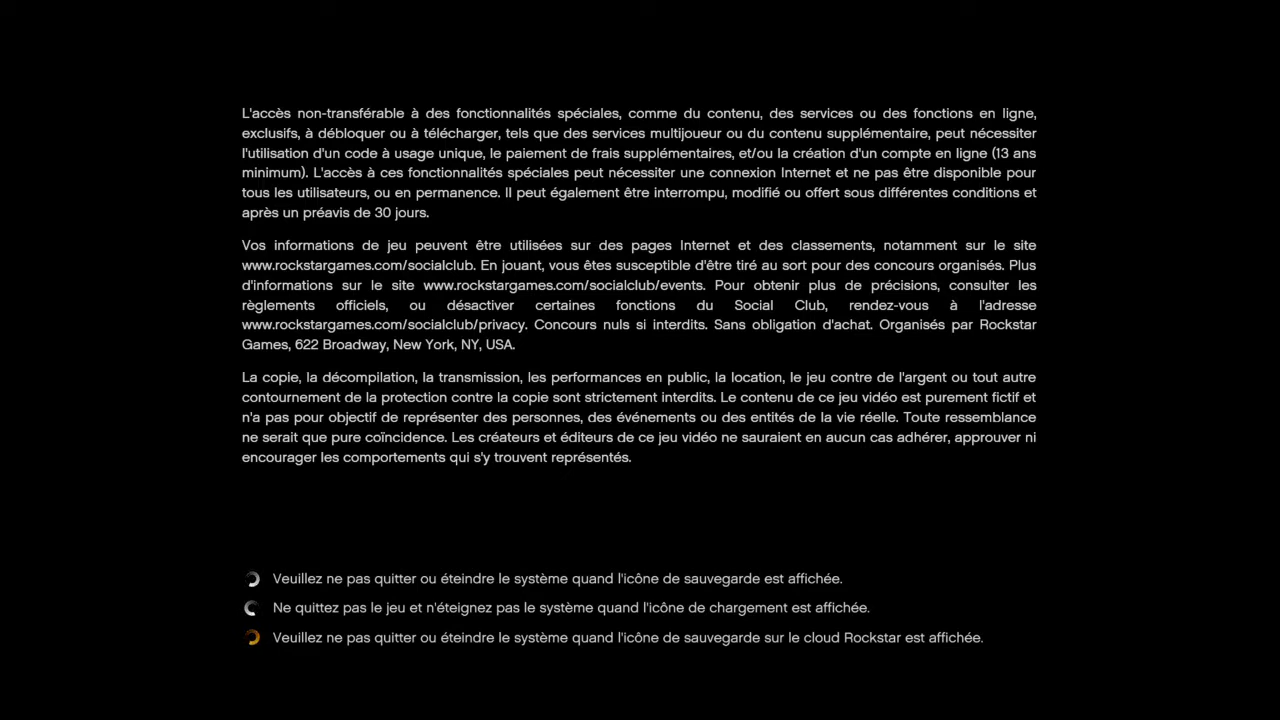 L'accès non-transférable à des fonctionnalités spéciales, comme du contenu, des services ou des fonctions en ligne,
exclusifs, à débloquer ou à télécharger, tels que des services multijoueur ou du contenu supplémentaire, peut nécessiter
l'utilisation d'un code à usage unique, le paiement de frais supplémentaires, et/ou la création d'un compte en ligne (13 ans
minimum). L'accès à ces fonctionnalités spéciales peut nécessiter une connexion Internet et ne pas être disponible pour
tous les utilisateurs, ou en permanence. Il peut également être interrompu, modifié ou offert sous différentes conditions et
après un préavis de 30 jours.
Vos informations de jeu peuvent être utilisées sur des pages Internet et des classements, notamment sur le site
www.rockstargames.com/socialclub. En jouant, vous êtes susceptible d'être tiré au sort pour des concours organisés. Plus
d'informations sur le site www.rockstargames.com/socialclub/events. Pour obtenir plus de précisions, consulter les
règlements officiels, ou désactiver certaines fonctions du Social Club, rendez-vous à l'adresse
www.rockstargames.com/socialclub/privacy. Concours nuls si interdits. Sans obligation d'achat. Organisés par Rockstar
Games, 622 Broadway, New York, NY, USA.
La copie, la décompilation, la transmission, les performances en public, la location, le jeu contre de l'argent ou tout autre
contournement de la protection contre la copie sont strictement interdits. Le contenu de ce jeu vidéo est purement fictif et
n'a pas pour objectif de représenter des personnes, des événements ou des entités de la vie réelle. Toute ressemblance
ne serait que pure coïncidence. Les créateurs et éditeurs de ce jeu vidéo ne sauraient en aucun cas adhérer, approuver ni
encourager les comportements qui s'y trouvent représentés.
Veuillez ne pas quitter ou éteindre le système quand l'icône de sauvegarde est affichée.
Ne quittez pas le jeu et n'éteignez pas le système quand l'icône de chargement est affichée.
Veuillez ne pas quitter ou éteindre le système quand l'icône de sauvegarde sur le cloud Rockstar est affichée.